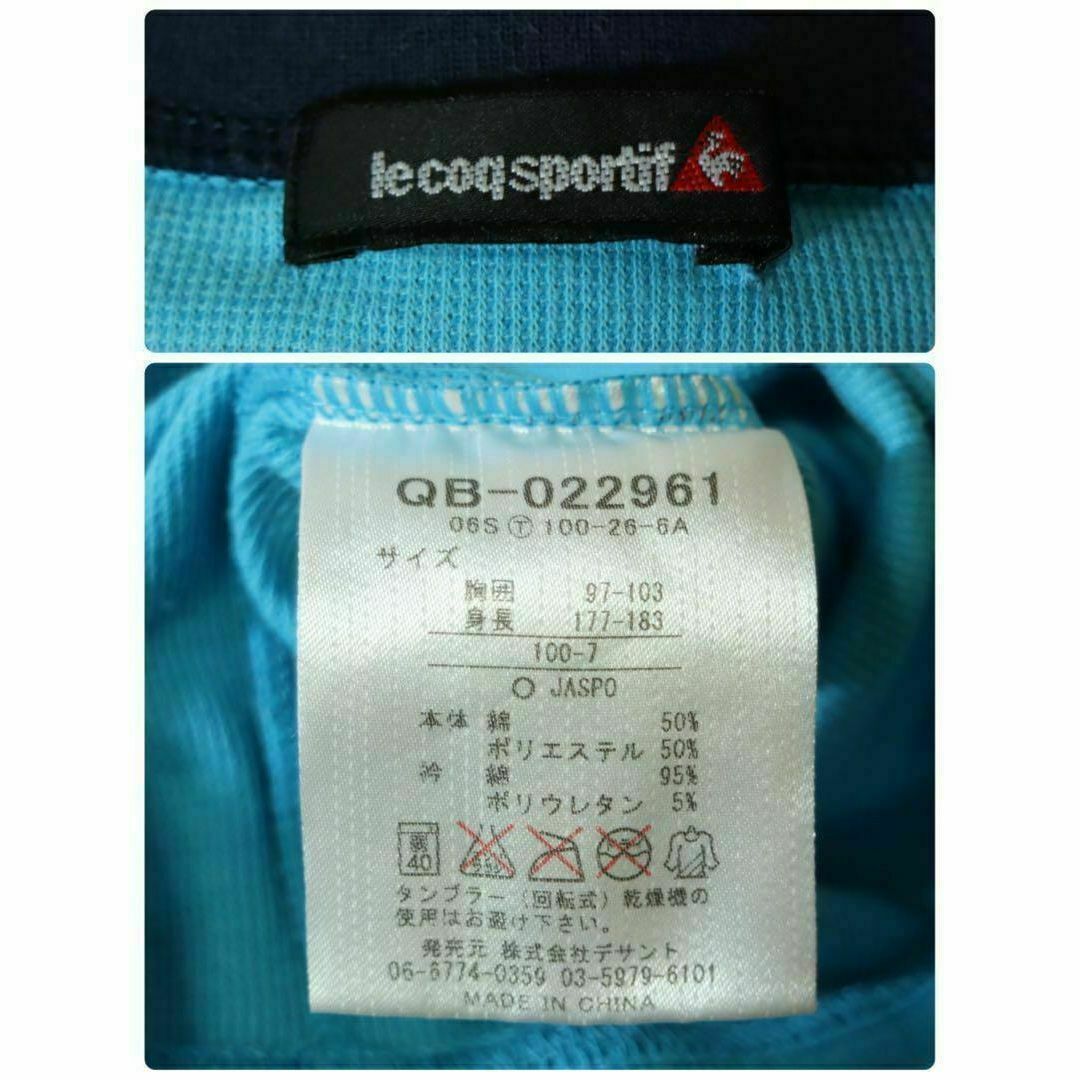 le coq sportif
QB-022961
06S Ⓣ 100-26-6A
サイズ
胸囲 97-103
身長 177-183
100-7
○ JASPO
本体 綿 50%
ポリエステル 50%
衿 綿 95%
ポリウレタン 5%
40
タンブラー（回転式）乾燥機の
使用はお避け下さい。
発売元 株式会社デサント
06-6774-0359 03-5979-6101
MADE IN CHINA